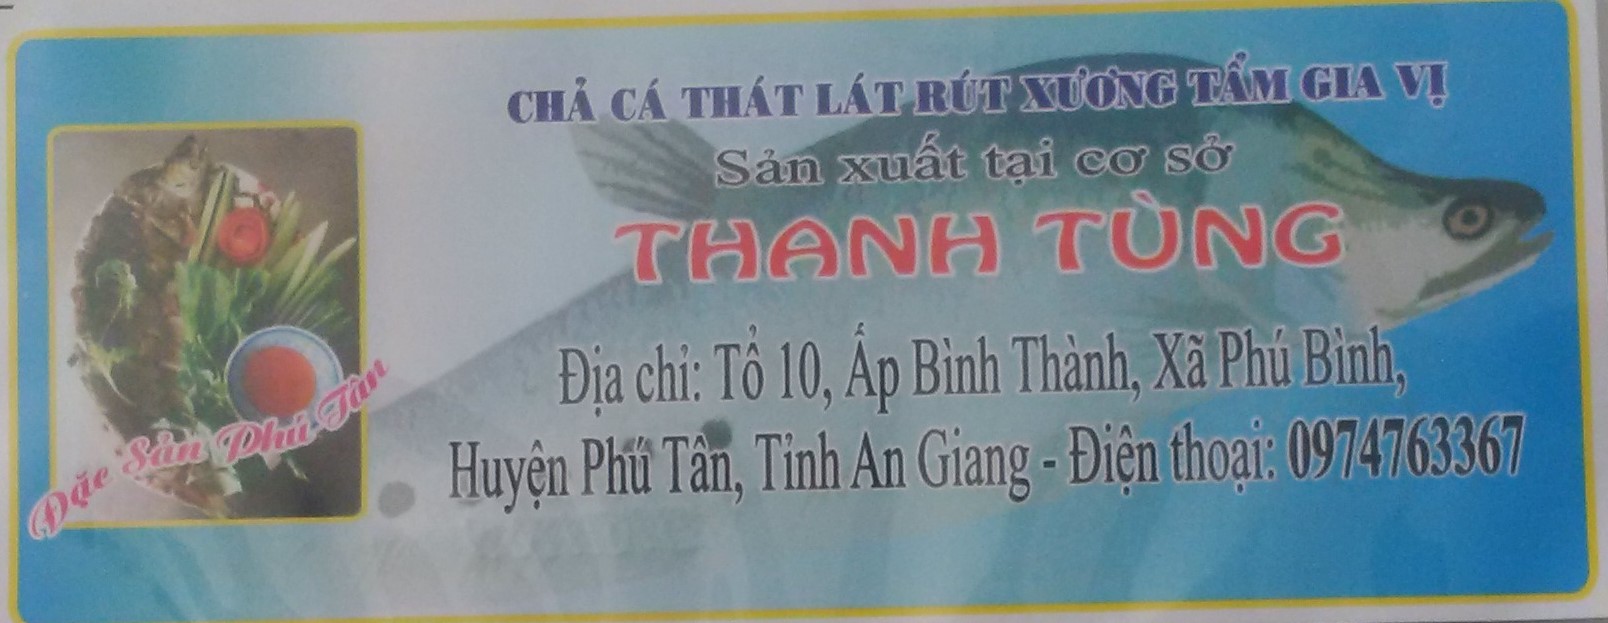 CHẢ CÁ THÁT LÁT RÚT XƯƠNG TẨM GIA VỊ
Sản xuất tại cơ sở
THANH TÙNG
Địa chỉ: Tổ 10, Ấp Bình Thành, Xã Phú Bình,
Huyện Phú Tân, Tỉnh An Giang - Điện thoại: 0974763367
Đặc Sản Phú Tân